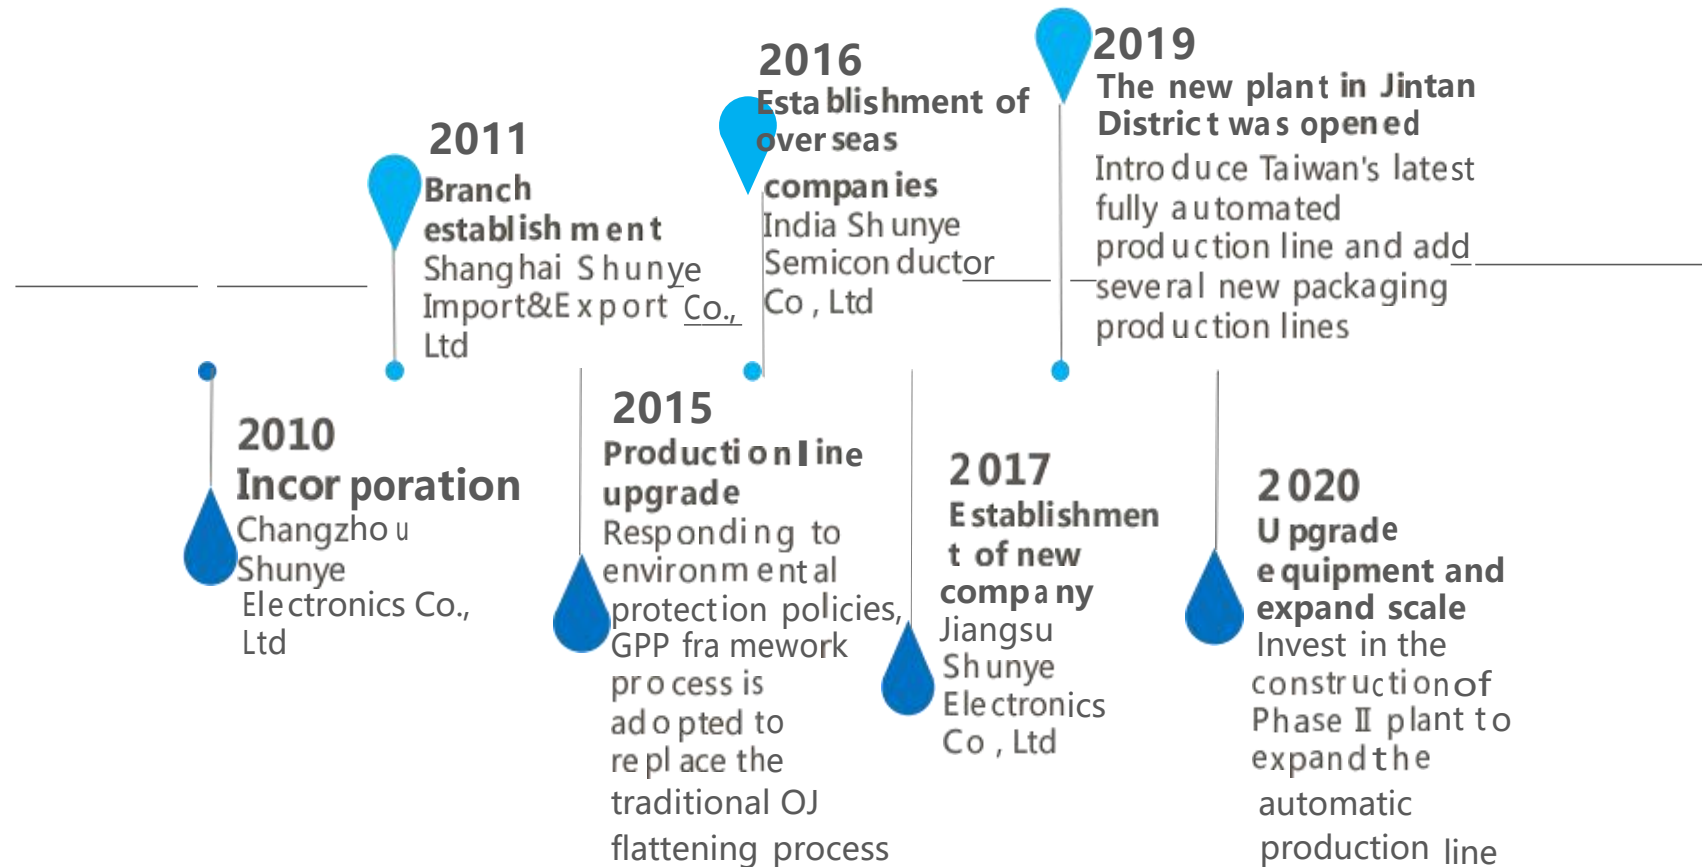 2010
Incorporation
Changzhou
Shunye
Electronics Co.,
Ltd
2011
Branch
establishment
Shanghai Shunye
Import&Export Co.,
Ltd
2015
Production line
upgrade
Responding to
environmental
protection policies,
GPP framework
process is
adopted to
replace the
traditional OJ
flattening process
2016
Establishment of
overseas
companies
India Shunye
Semiconductor
Co , Ltd
2017
Establishmen
t of new
company
Jiangsu
Shunye
Electronics
Co , Ltd
2019
The new plant in Jintan
District was opened
Introduce Taiwan's latest
fully automated
production line and add
several new packaging
production lines
2020
Upgrade
equipment and
expand scale
Invest in the
construction of
Phase Ⅱ plant to
expand the
automatic
production line